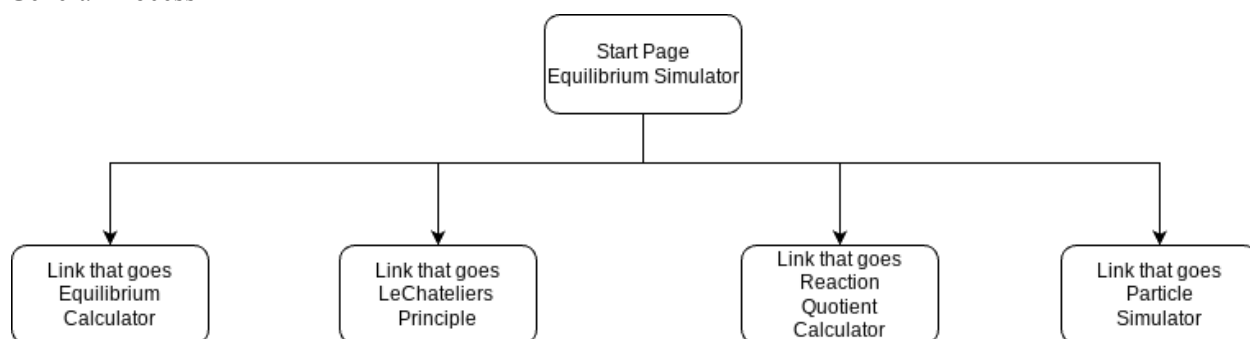 Start Page
Equilibrium Simulator
Link that goes
Equilibrium
Calculator
Link that goes
LeChateliers
Principle
Link that goes
Reaction
Quotient
Calculator
Link that goes
Particle
Simulator